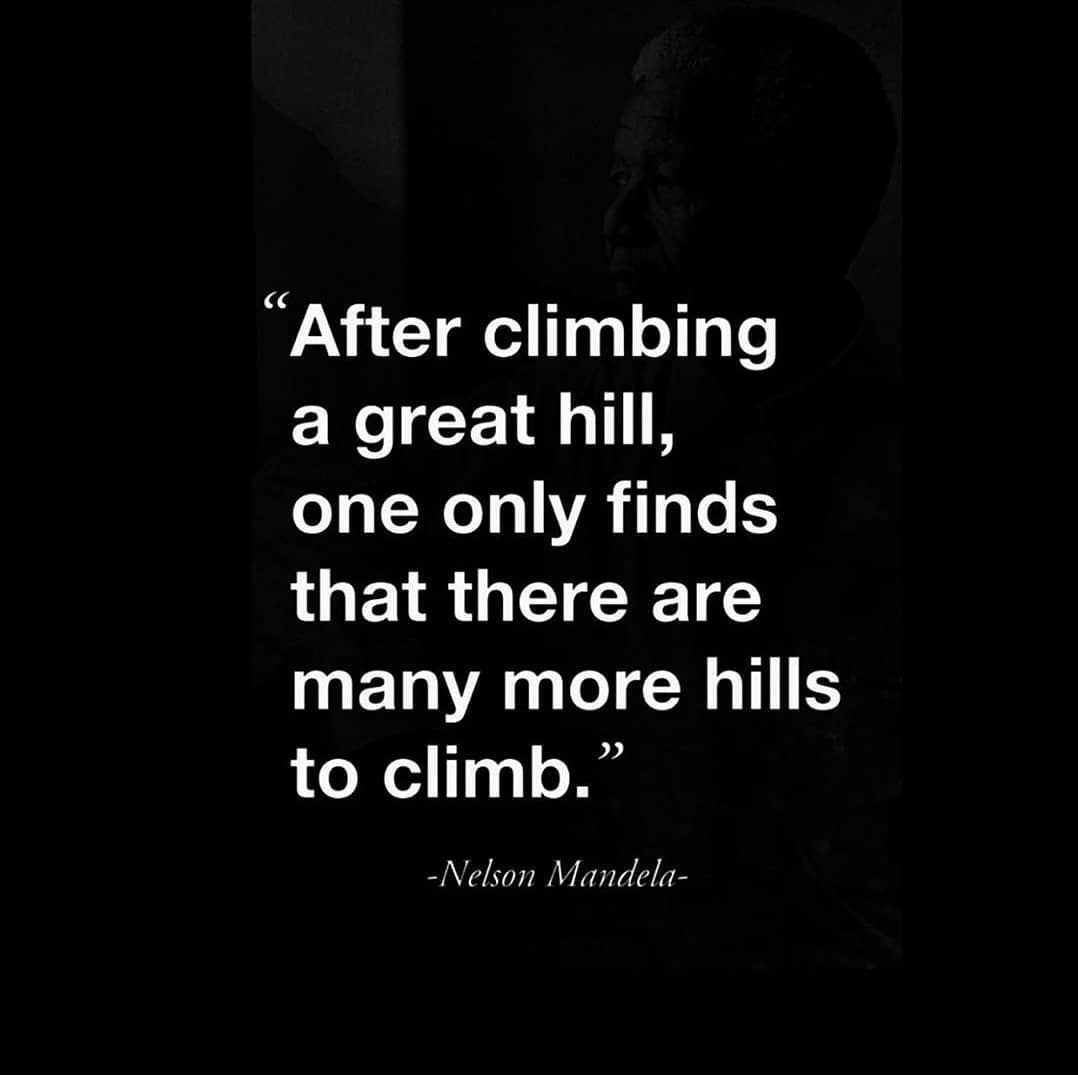 “After climbing
a great hill,
one only finds
that there are
many more hills
to climb.”
-Nelson Mandela-